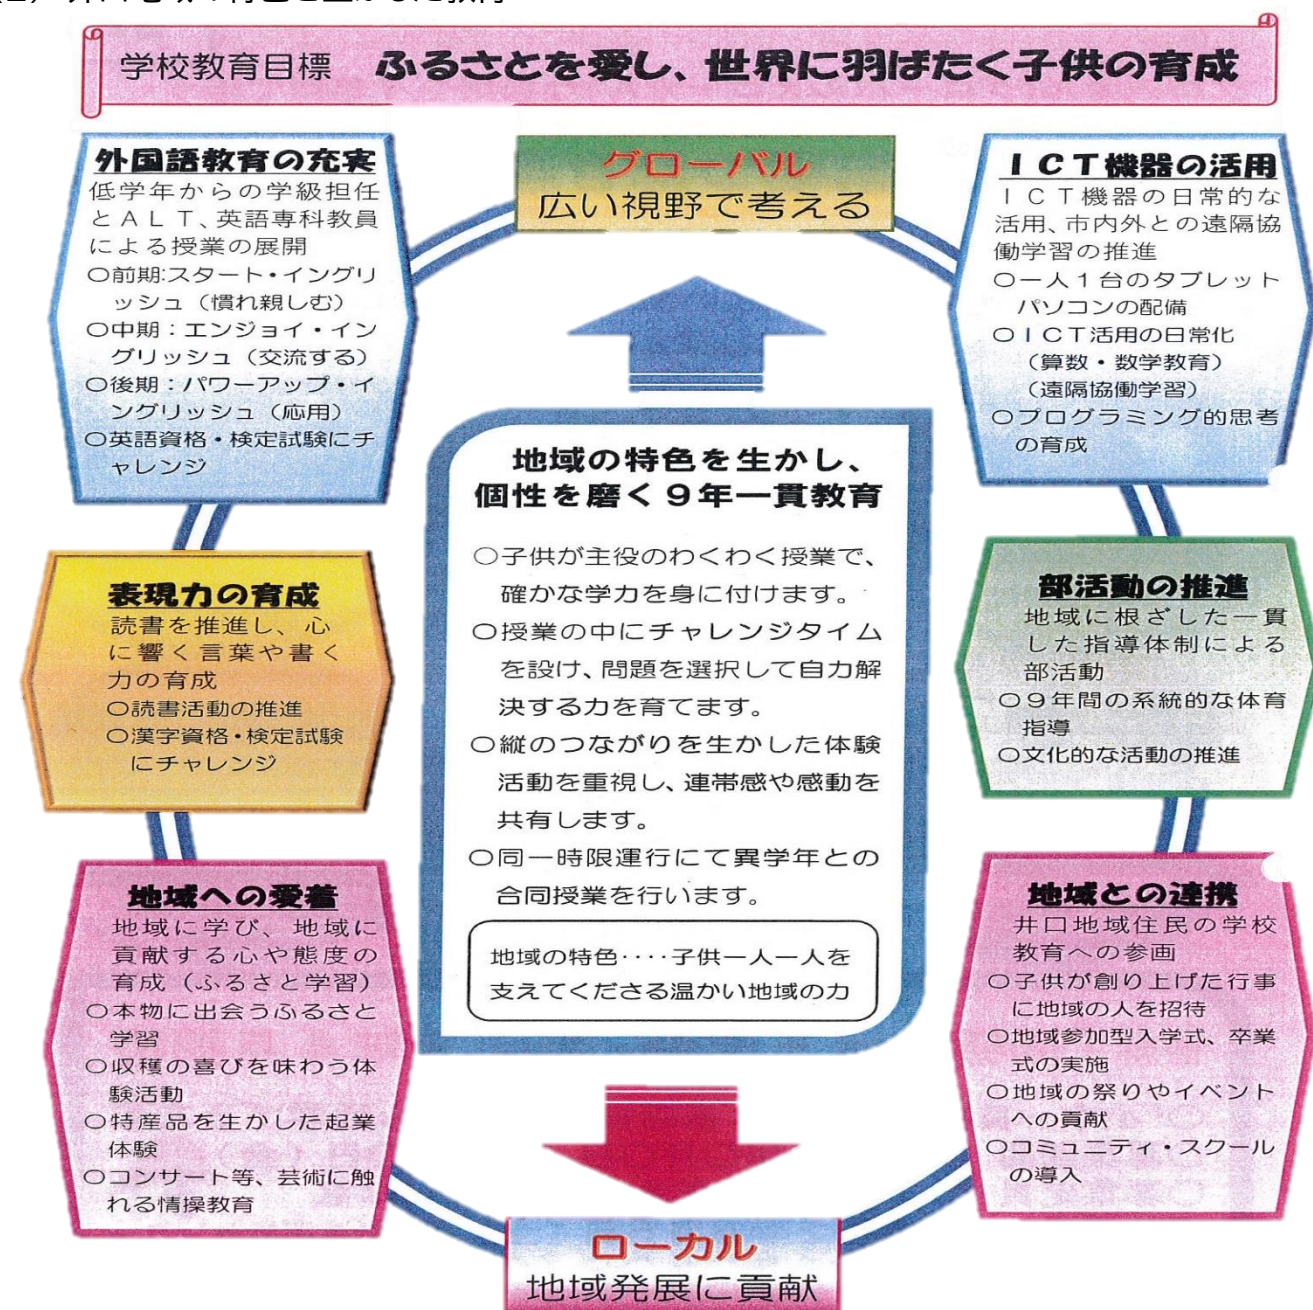 学校教育目標 ふるさとを愛し、世界に羽ばたく子供の育成
グローバル
広い視野で考える
外国語教育の充実
低学年からの学級担任
とALT、英語専科教員
による授業の展開
○前期:スタート・イングリ
ッシュ（慣れ親しむ）
○中期：エンジョイ・イン
グリッシュ（交流する）
○後期：パワーアップ・イ
ングリッシュ（応用）
○英語資格・検定試験にチ
ャレンジ
ICT機器の活用
ICT機器の日常的な
活用、市内外との遠隔協
働学習の推進
○一人1台のタブレット
パソコンの配備
○ICT活用の日常化
（算数・数学教育）
（遠隔協働学習）
○プログラミング的思考
の育成
地域の特色を生かし、
個性を磨く9年一貫教育
○子供が主役のわくわく授業で、
確かな学力を身に付けます。
○授業の中にチャレンジタイム
を設け、問題を選択して自力解
決する力を育てます。
○縦のつながりを生かした体験
活動を重視し、連帯感や感動を
共有します。
○同一時限運行にて異学年との
合同授業を行います。
地域の特色‥‥子供一人一人を
支えてくださる温かい地域の力
表現力の育成
読書を推進し、心
に響く言葉や書く
力の育成
○読書活動の推進
○漢字資格・検定試験
にチャレンジ
部活動の推進
地域に根ざした一貫
した指導体制による
部活動
○9年間の系統的な体育
指導
○文化的な活動の推進
地域への愛着
地域に学び、地域に
貢献する心や態度の
育成（ふるさと学習）
○本物に出会うふるさと
学習
○収穫の喜びを味わう体
験活動
○特産品を生かした起業
体験
○コンサート等、芸術に触
れる情操教育
地域との連携
井口地域住民の学校
教育への参画
○子供が創り上げた行事
に地域の人を招待
○地域参加型入学式、卒業
式の実施
○地域の祭りやイベント
への貢献
○コミュニティ・スクール
の導入
ローカル
地域発展に貢献